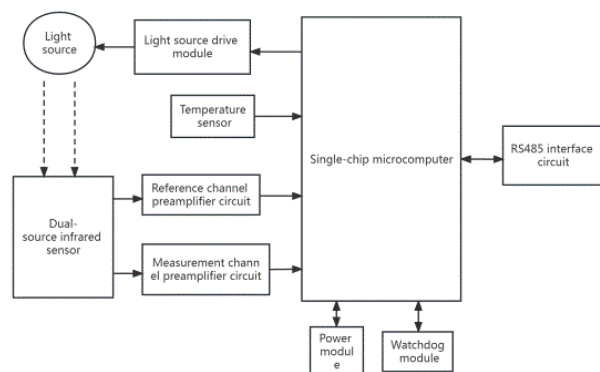 Light
source
Light source drive
module
Temperature
sensor
Single-chip microcomputer
RS485 interface
circuit
Reference channel
preamplifier circuit
Dual-
source infrared
sensor
Measurement chann
el preamplifier circuit
Power
modul
e
Watchdog
module